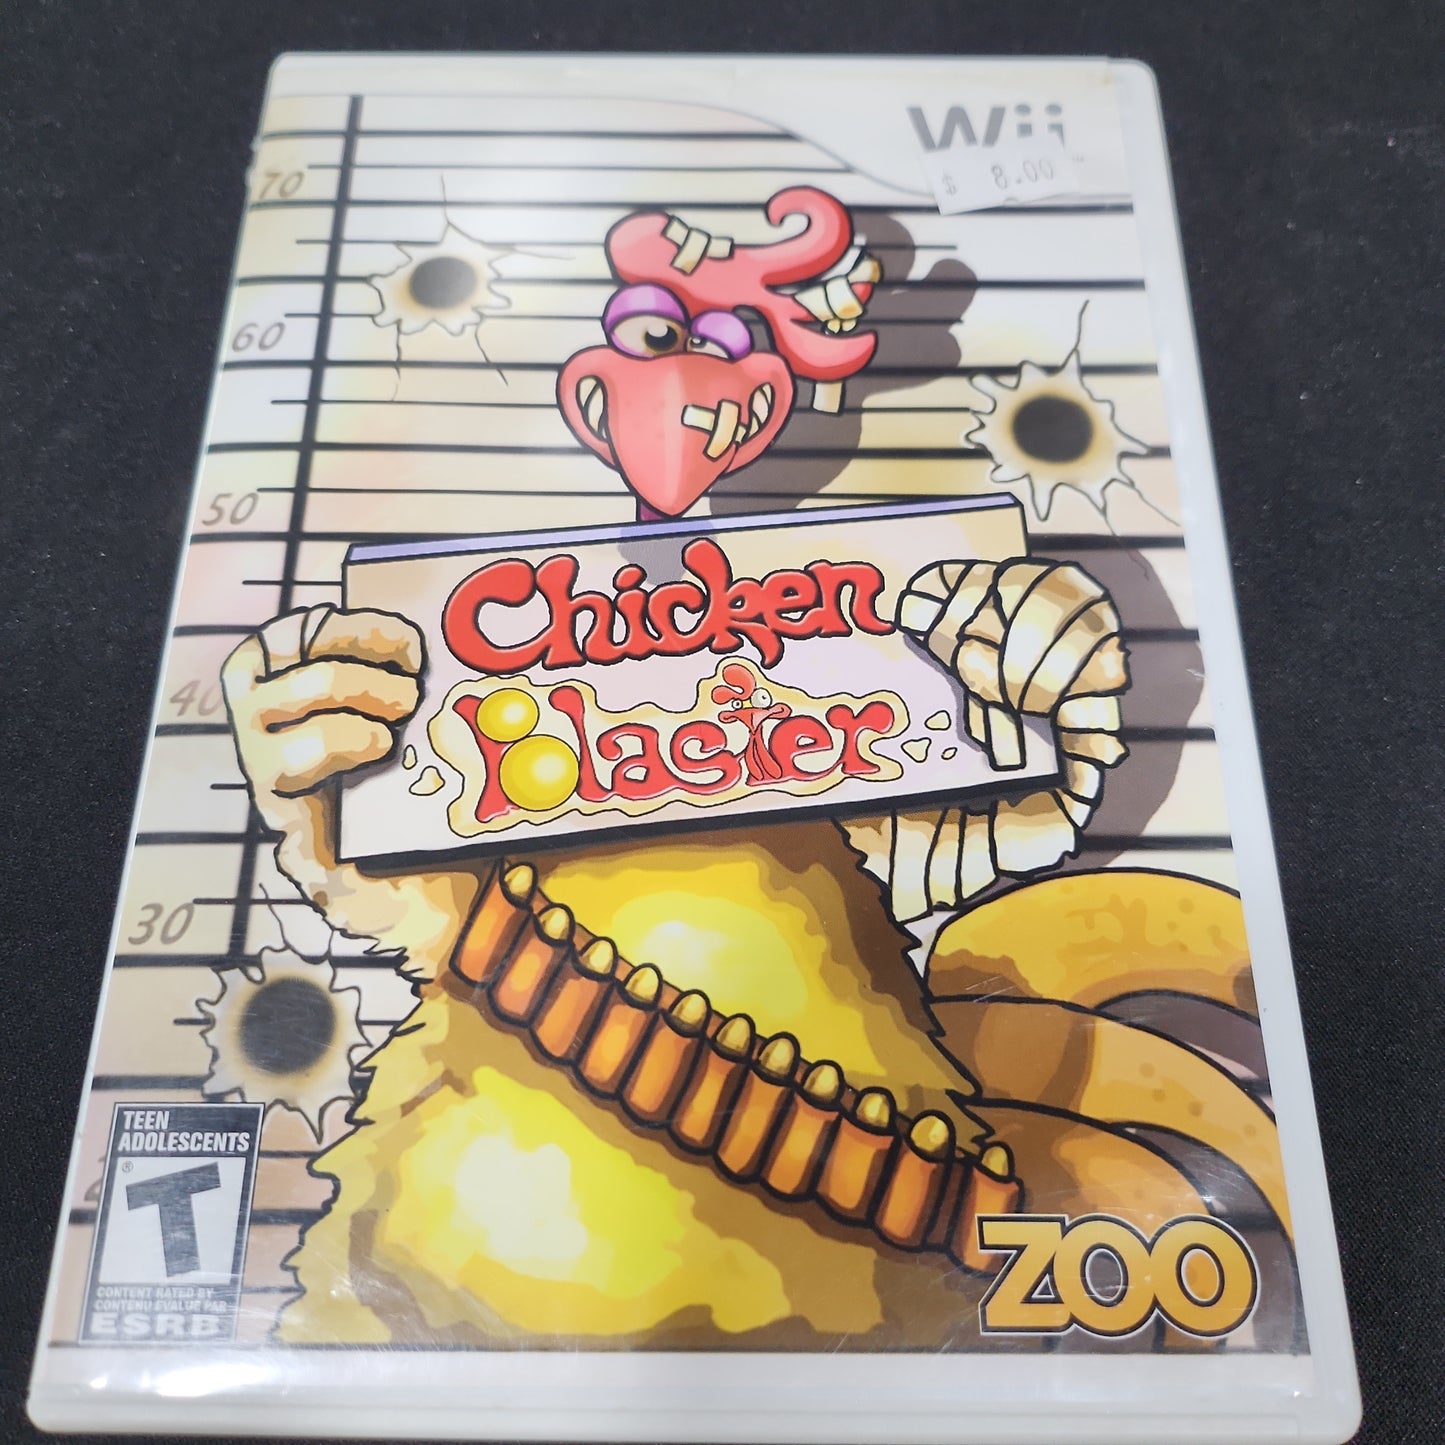 Wii
$ 8.00
70
60
50
40
30
Chicken
Blaster
TEEN
ADOLESCENTS
®
T
CONTENT RATED BY
CONTENU ÉVALUÉ PAR
ESRB
ZOO